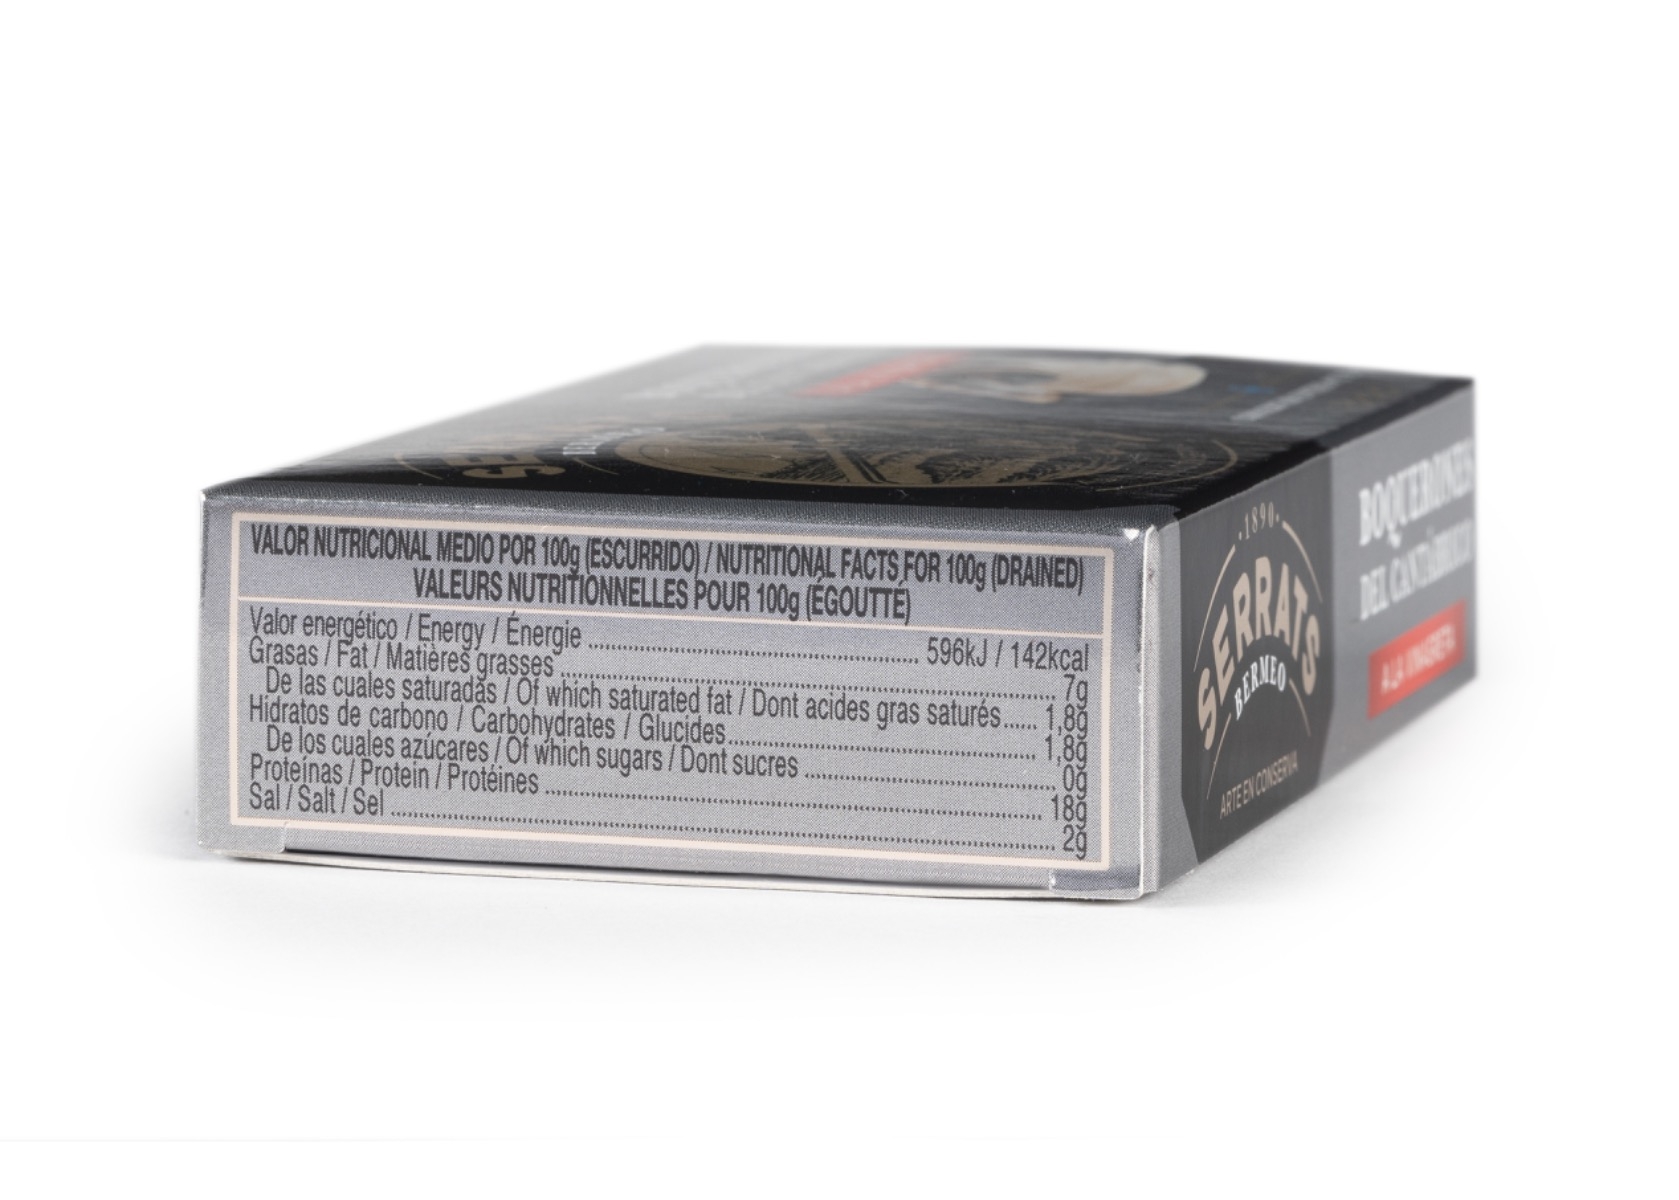 VALOR NUTRICIONAL MEDIO POR 100g (ESCURRIDO) / NUTRITIONAL FACTS FOR 100g (DRAINED)
VALEURS NUTRITIONNELLES POUR 100g (ÉGOUTTÉ)
Valor energético / Energy / Énergie ........ 596kJ / 142kcal
Grasas / Fat / Matières grasses ........ 7g
De las cuales saturadas / Of which saturated fat / Dont acides gras saturés...... 1,8g
Hidratos de carbono / Carbohydrates / Glucides........ 1,8g
De los cuales azúcares / Of which sugars / Dont sucres ........ 0g
Proteínas / Protein / Protéines ........ 18g
Sal / Salt / Sel ........ 2g
·1890·
SERRATS
BERMEO
ARTE EN CONSERVA
BOQUERONES
DEL CANTÁBRICO
A LA VINAGRETA